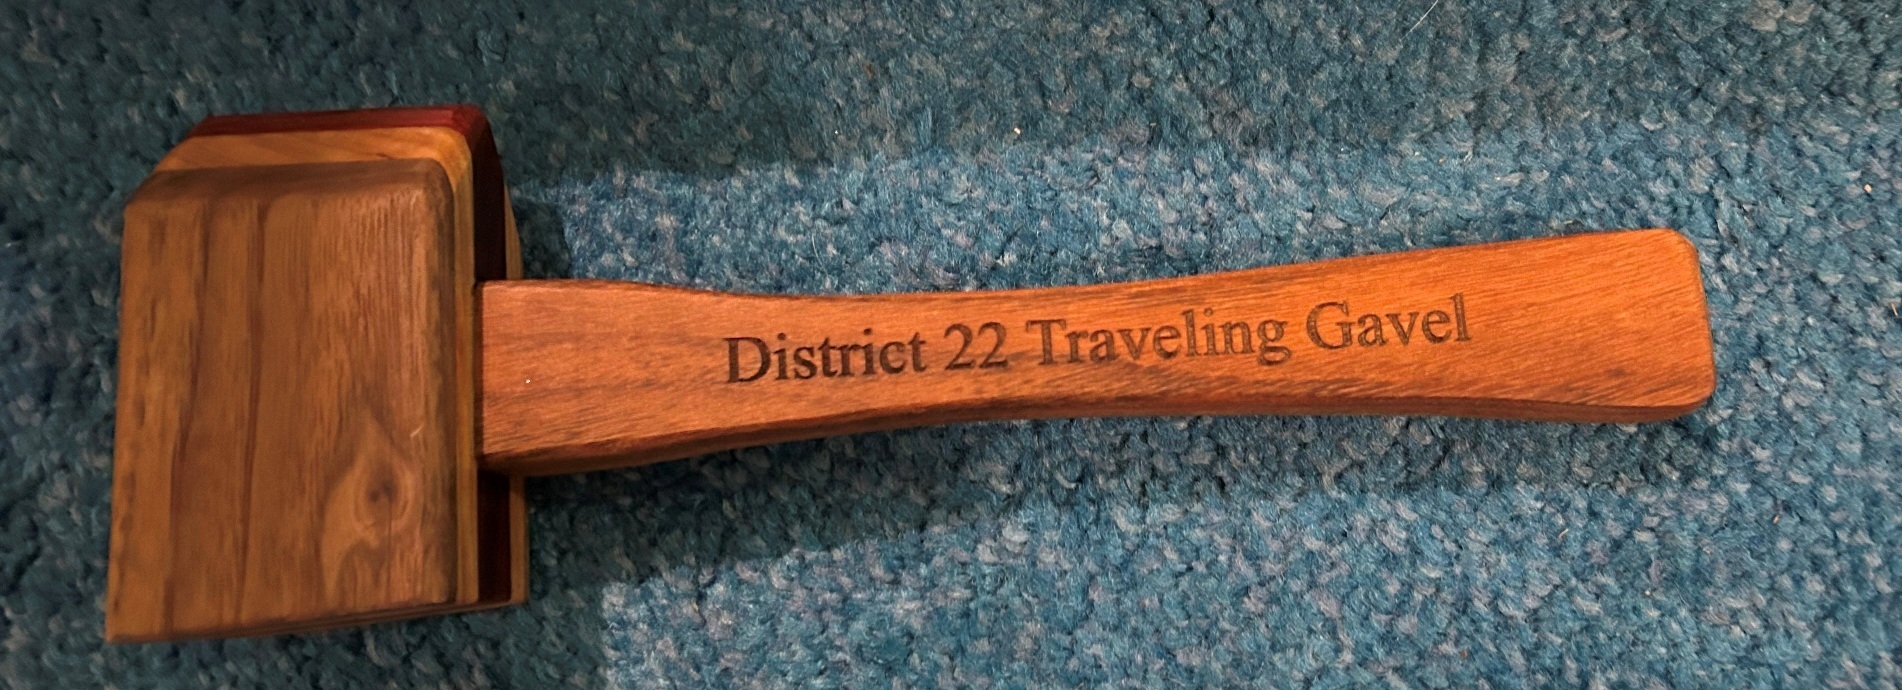 District 22 Traveling Gavel